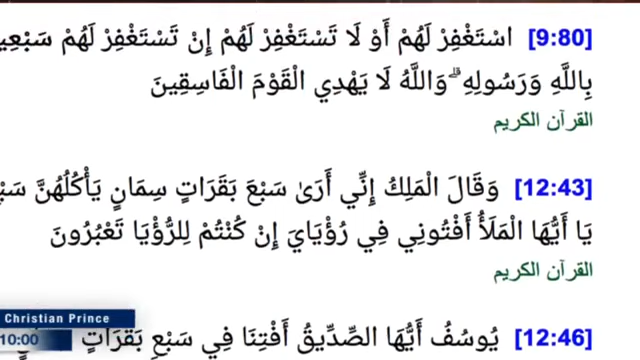 [9:80] اسْتَغْفِرْ لَهُمْ أَوْ لَا تَسْتَغْفِرْ لَهُمْ إِنْ تَسْتَغْفِرْ لَهُمْ
بِاللَّهِ وَرَسُولِهِ ۗ وَاللَّهُ لَا يَهْدِي الْقَوْمَ الْفَاسِقِينَ
القرآن الكريم
[12:43] وَقَالَ الْمَلِكُ إِنِّي أَرَىٰ سَبْعَ بَقَرَاتٍ سِمَانٍ يَأْكُلُهُنَّ
يَا أَيُّهَا الْمَلَأُ أَفْتُونِي فِي رُؤْيَايَ إِنْ كُنْتُمْ لِلرُّؤْيَا تَعْبُرُونَ
القرآن الكريم
[12:46] يُوسُفُ أَيُّهَا الصِّدِّيقُ أَفْتِنَا فِي سَبْعِ بَقَرَاتٍ
Christian Prince
10:00